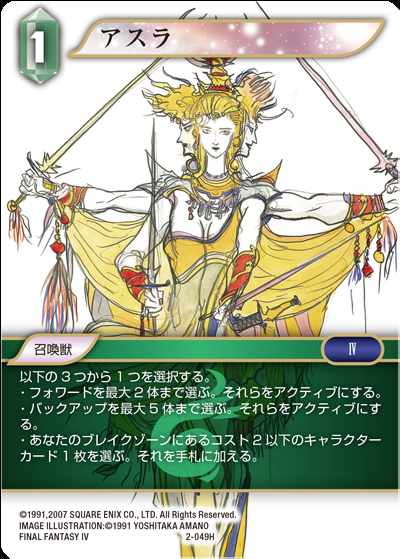 1
アスラ
召喚獣
IV
以下の3つから1つを選択する。
・フォワードを最大2体まで選ぶ。それらをアクティブにする。
・バックアップを最大5体まで選ぶ。それらをアクティブにす
る。
・あなたのブレイクゾーンにあるコスト2以下のキャラクター
カード1枚を選ぶ。それを手札に加える。
©1991,2007 SQUARE ENIX CO., LTD. All Rights Reserved.
IMAGE ILLUSTRATION:©1991 YOSHITAKA AMANO
FINAL FANTASY IV 2-049H